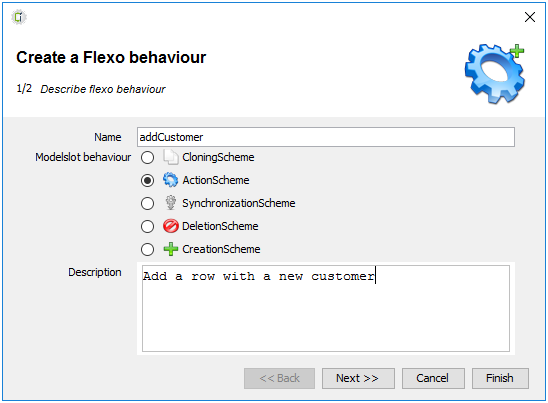 Create a Flexo behaviour
1/2 Describe flexo behaviour
Name addCustomer
Modelslot behaviour CloningScheme
ActionScheme
SynchronizationScheme
DeletionScheme
CreationScheme
Description Add a row with a new customer
<< Back Next >> Cancel Finish